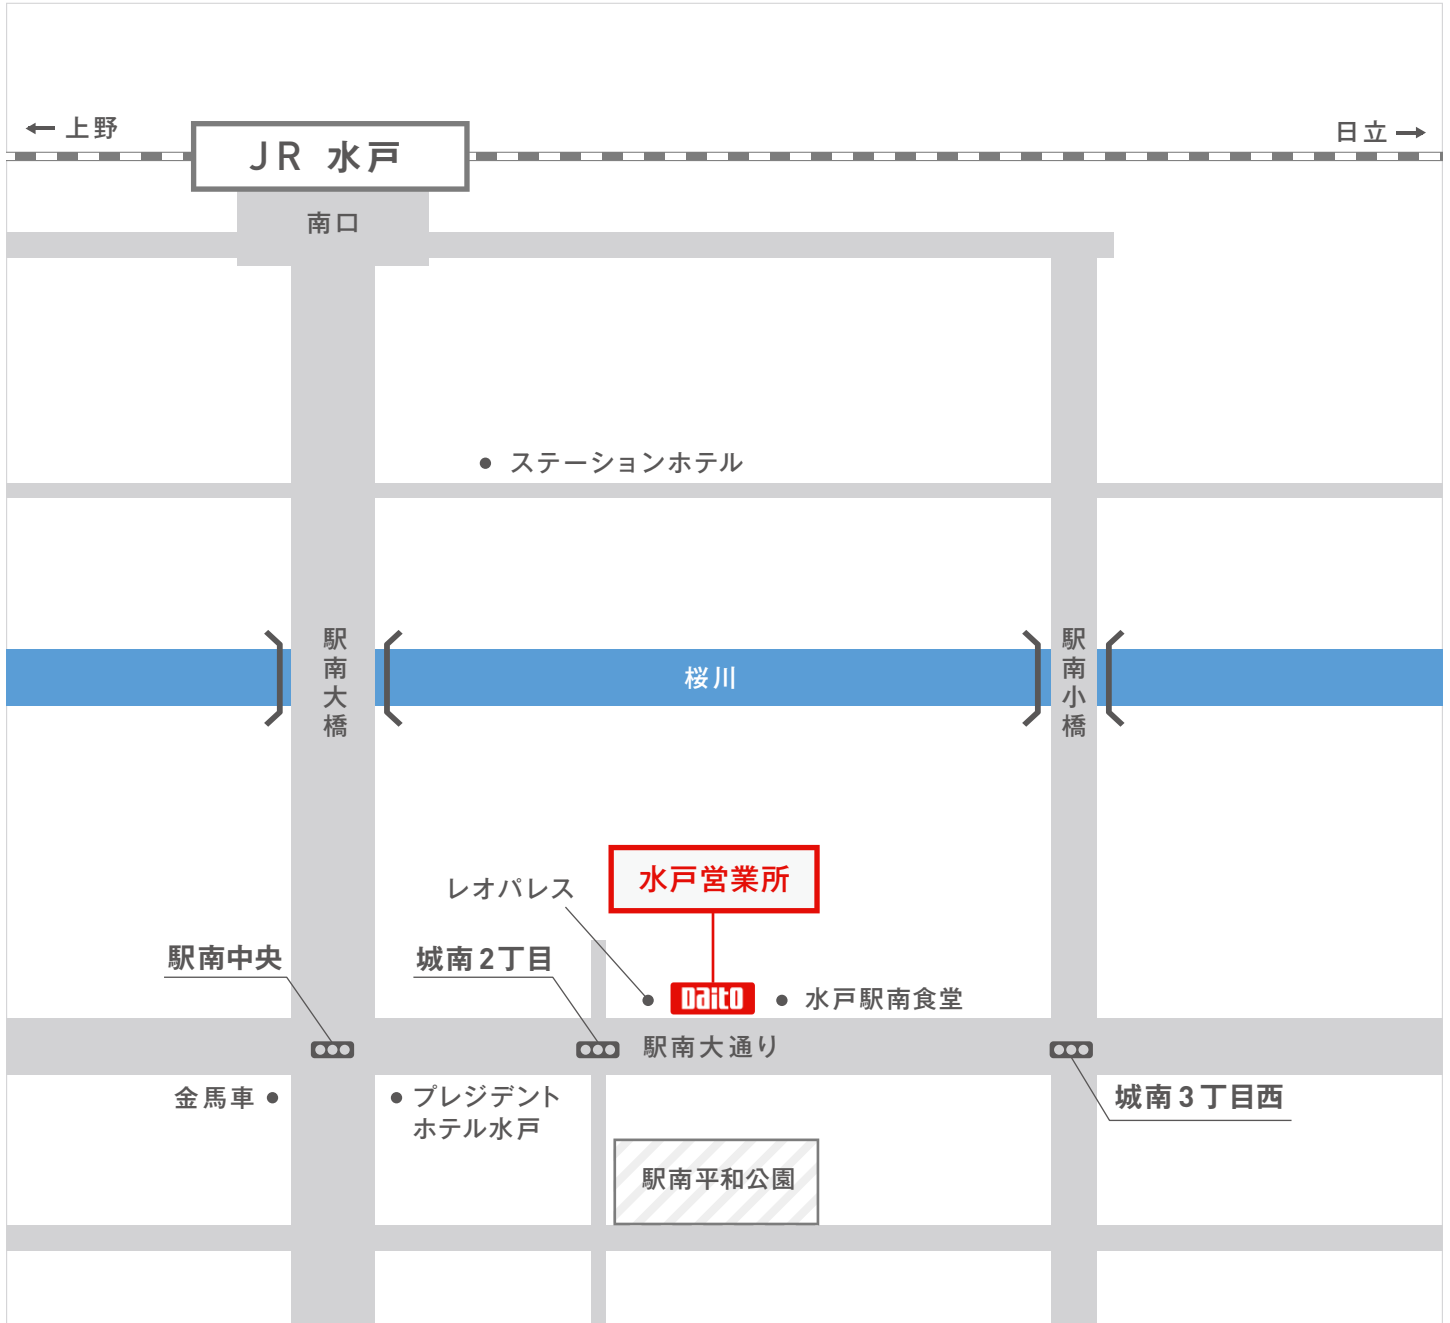 上野
日立
JR 水戸
南口
ステーションホテル
駅南大橋
桜川
駅南小橋
水戸営業所
レオパレス
駅南中央
城南2丁目
Daito
水戸駅南食堂
駅南大通り
金馬車
プレジデント
ホテル水戸
城南3丁目西
駅南平和公園